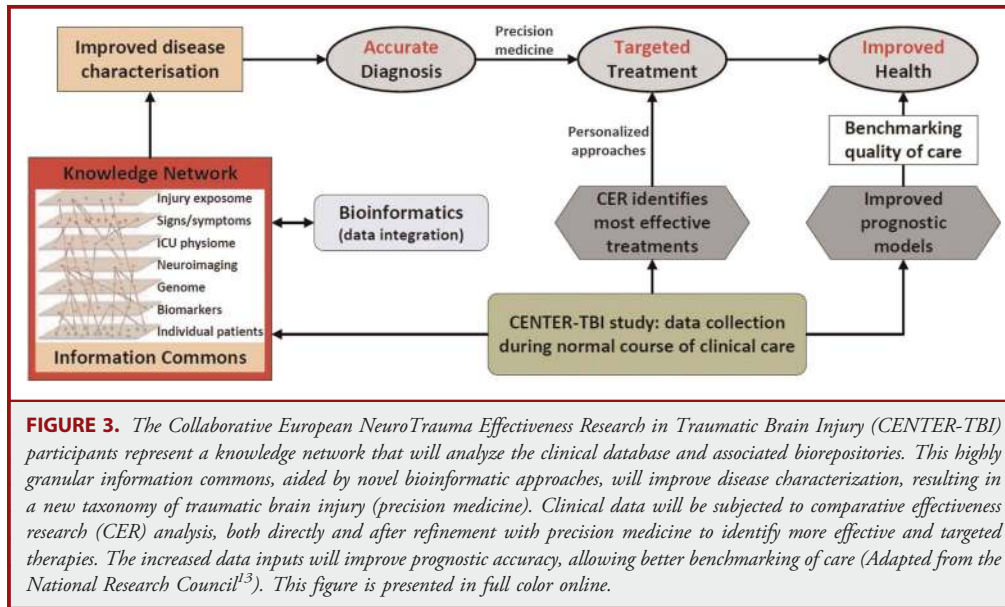 Improved disease
characterisation
Accurate
Diagnosis
Precision
medicine
Targeted
Treatment
Improved
Health
Personalized
approaches
Benchmarking
quality of care
Knowledge Network
Injury exposome
Signs/symptoms
ICU physiome
Neuroimaging
Genome
Biomarkers
Individual patients
Information Commons
Bioinformatics
(data integration)
CER identifies
most effective
treatments
Improved
prognostic
models
CENTER-TBI study: data collection
during normal course of clinical care
FIGURE 3. The Collaborative European NeuroTrauma Effectiveness Research in Traumatic Brain Injury (CENTER-TBI)
participants represent a knowledge network that will analyze the clinical database and associated biorepositories. This highly
granular information commons, aided by novel bioinformatic approaches, will improve disease characterization, resulting in
a new taxonomy of traumatic brain injury (precision medicine). Clinical data will be subjected to comparative effectiveness
research (CER) analysis, both directly and after refinement with precision medicine to identify more effective and targeted
therapies. The increased data inputs will improve prognostic accuracy, allowing better benchmarking of care (Adapted from the
National Research Council13). This figure is presented in full color online.